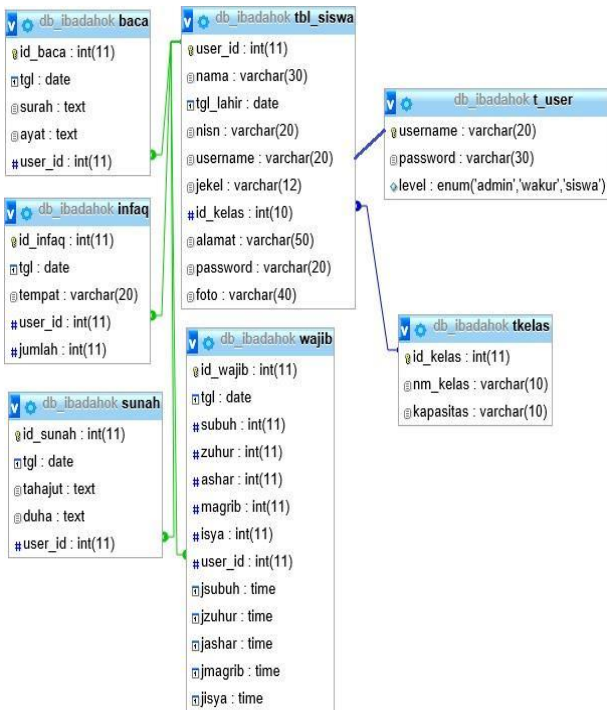 db_ibadahok baca
id_baca : int(11)
tgl : date
surah : text
ayat : text
user_id : int(11)
db_ibadahok tbl_siswa
user_id : int(11)
nama : varchar(30)
tgl_lahir : date
nisn : varchar(20)
username : varchar(20)
jekel : varchar(12)
id_kelas : int(10)
alamat : varchar(50)
password : varchar(20)
foto : varchar(40)
db_ibadahok t_user
username : varchar(20)
password : varchar(30)
level : enum('admin','wakur','siswa')
db_ibadahok infaq
id_infaq : int(11)
tgl : date
tempat : varchar(20)
user_id : int(11)
jumlah : int(11)
db_ibadahok tkelas
id_kelas : int(11)
nm_kelas : varchar(10)
kapasitas : varchar(10)
db_ibadahok sunah
id_sunah : int(11)
tgl : date
tahajut : text
duha : text
user_id : int(11)
db_ibadahok wajib
id_wajib : int(11)
tgl : date
subuh : int(11)
zuhur : int(11)
ashar : int(11)
magrib : int(11)
isya : int(11)
user_id : int(11)
jsubuh : time
jzuhur : time
jashar : time
jmagrib : time
jisya : time